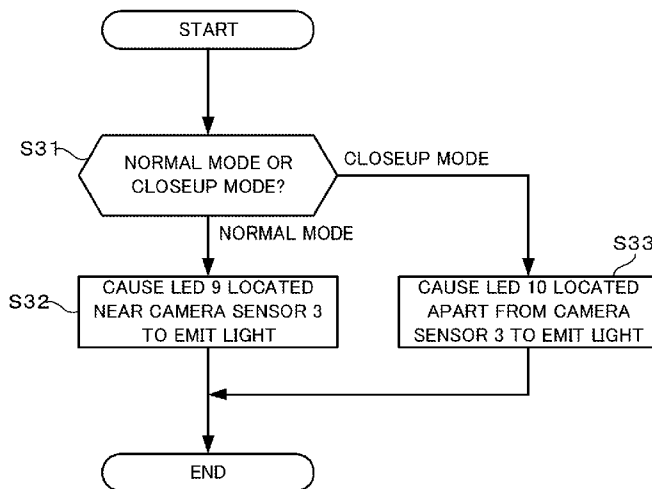 START
S31
NORMAL MODE OR
CLOSEUP MODE?
CLOSEUP MODE
NORMAL MODE
S32
CAUSE LED 9 LOCATED
NEAR CAMERA SENSOR 3
TO EMIT LIGHT
S33
CAUSE LED 10 LOCATED
APART FROM CAMERA
SENSOR 3 TO EMIT LIGHT
END